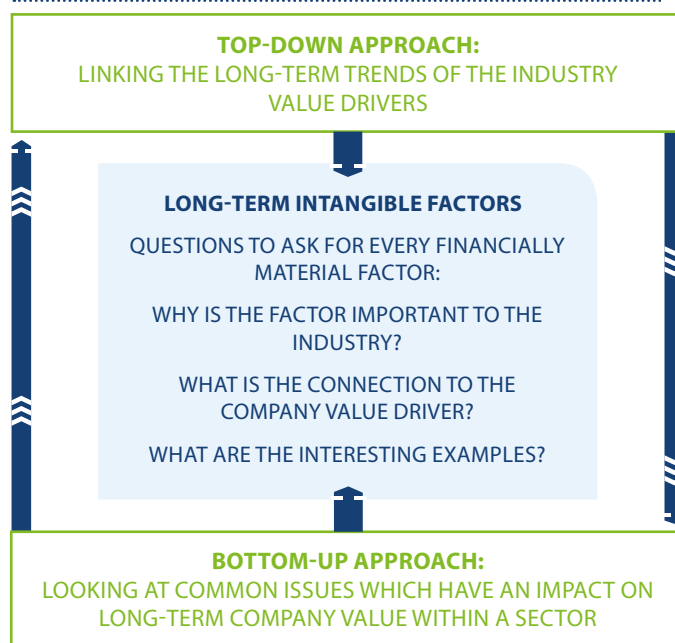 TOP-DOWN APPROACH:
LINKING THE LONG-TERM TRENDS OF THE INDUSTRY
VALUE DRIVERS
LONG-TERM INTANGIBLE FACTORS
QUESTIONS TO ASK FOR EVERY FINANCIALLY
MATERIAL FACTOR:
WHY IS THE FACTOR IMPORTANT TO THE
INDUSTRY?
WHAT IS THE CONNECTION TO THE
COMPANY VALUE DRIVER?
WHAT ARE THE INTERESTING EXAMPLES?
BOTTOM-UP APPROACH:
LOOKING AT COMMON ISSUES WHICH HAVE AN IMPACT ON
LONG-TERM COMPANY VALUE WITHIN A SECTOR